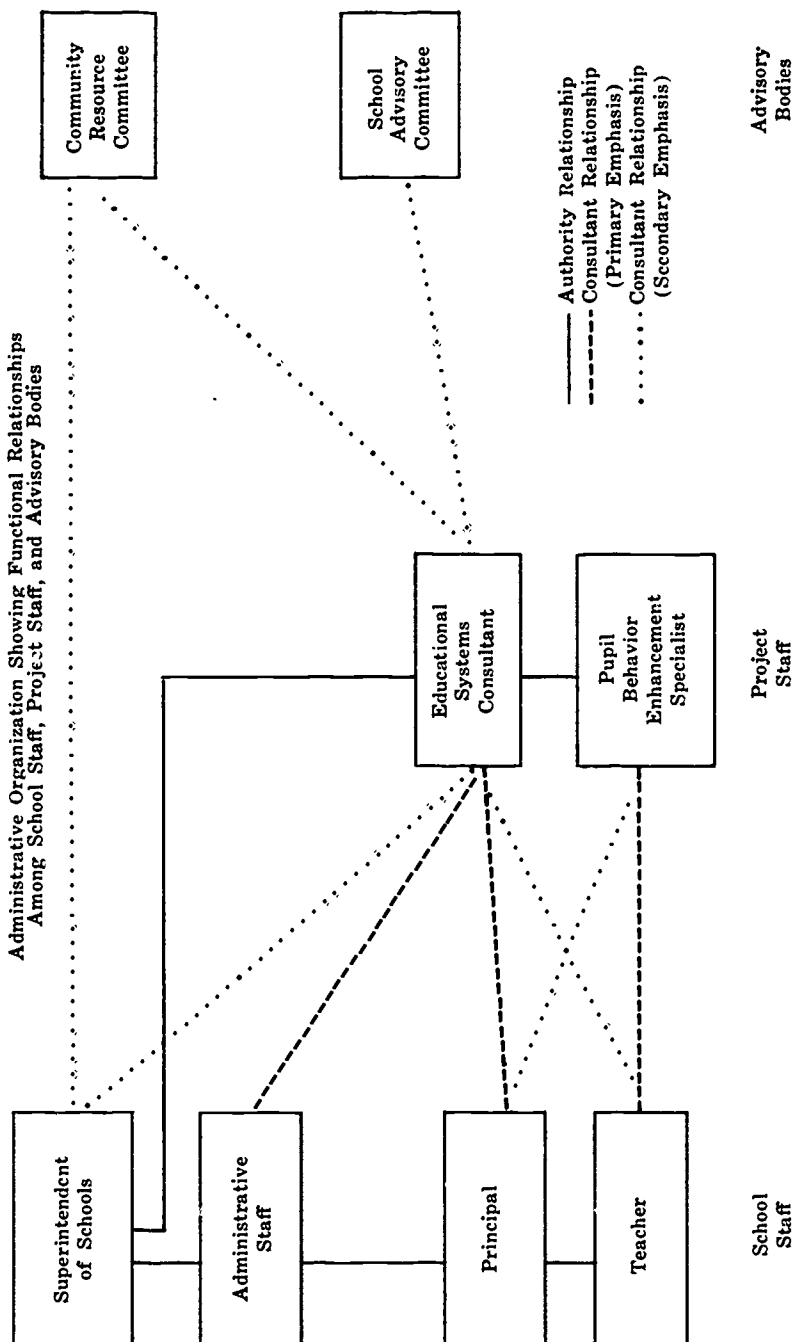 Administrative Organization Showing Functional Relationships
Among School Staff, Project Staff, and Advisory Bodies
Superintendent
of Schools
Administrative
Staff
Principal
Teacher
School
Staff
Educational
Systems
Consultant
Pupil
Behavior
Enhancement
Specialist
Project
Staff
Community
Resource
Committee
School
Advisory
Committee
Authority Relationship
Consultant Relationship
(Primary Emphasis)
Consultant Relationship
(Secondary Emphasis)
Advisory
Bodies